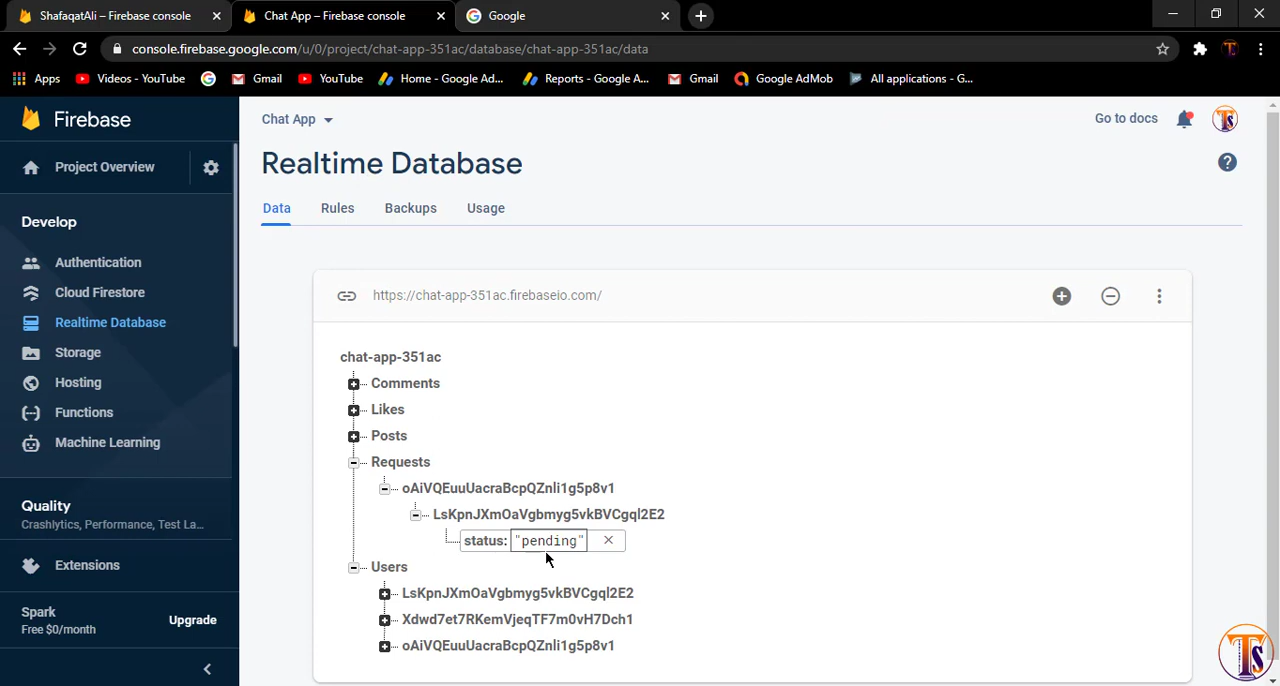 ShafaqatAli – Firebase console
Chat App – Firebase console
Google
console.firebase.google.com/u/0/project/chat-app-351ac/database/chat-app-351ac/data
Apps
Videos - YouTube
Gmail
YouTube
Home - Google Ad...
Reports - Google A...
Gmail
Google AdMob
All applications - G...
Firebase
Chat App
Go to docs
Project Overview
Realtime Database
Develop
Data
Rules
Backups
Usage
Authentication
Cloud Firestore
Realtime Database
Storage
Hosting
Functions
Machine Learning
https://chat-app-351ac.firebaseio.com/
chat-app-351ac
Comments
Likes
Posts
Requests
oAiVQEuuUacraBcpQZnli1g5p8v1
LsKpnJXmOaVgbmyg5vkBVCgql2E2
status: "pending"
Users
LsKpnJXmOaVgbmyg5vkBVCgql2E2
Xdwd7et7RKemVjeqTF7m0vH7Dch1
oAiVQEuuUacraBcpQZnli1g5p8v1
Quality
Crashlytics, Performance, Test La...
Extensions
Spark
Free $0/month
Upgrade
TS